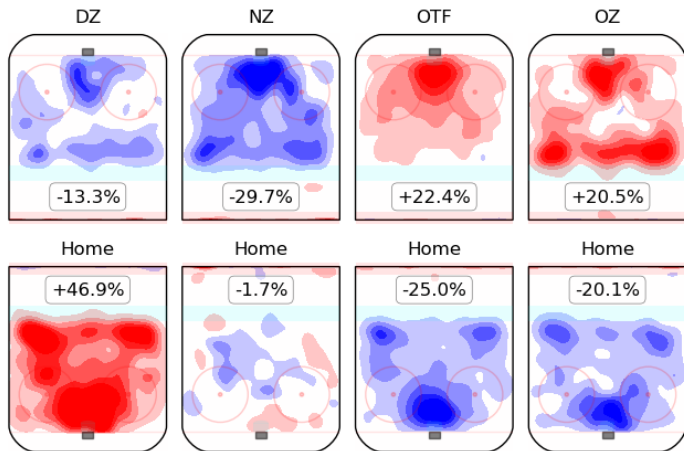 DZ NZ OTF OZ
-13.3% -29.7% +22.4% +20.5%
Home Home Home Home
+46.9% -1.7% -25.0% -20.1%